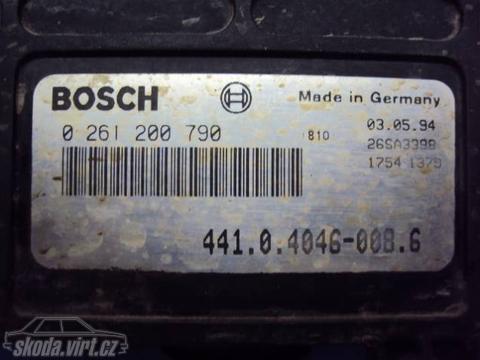 BOSCH
Made in Germany
0 261 200 790
810
03.05.94
26SA3398
1754 1379
441.0.4046-008.6
skoda.virt.cz